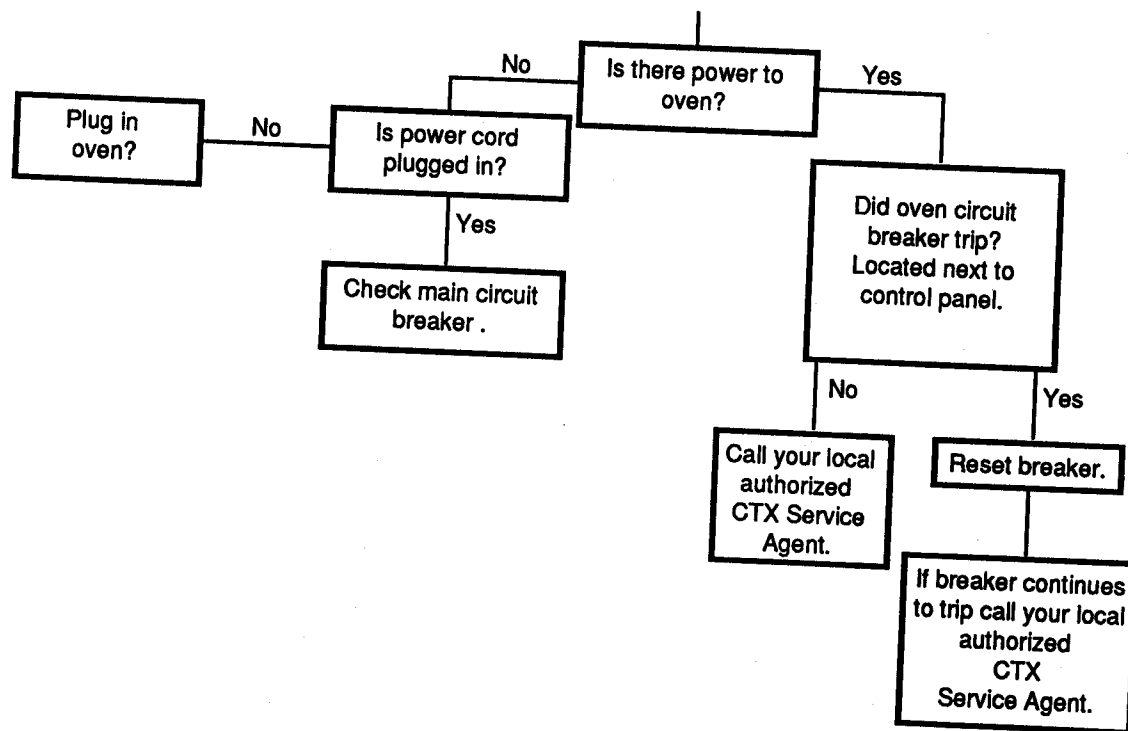 No
Is there power to
oven?
Yes
Plug in
oven?
No
Is power cord
plugged in?
Yes
Check main circuit
breaker .
Did oven circuit
breaker trip?
Located next to
control panel.
No
Yes
Call your local
authorized
CTX Service
Agent.
Reset breaker.
If breaker continues
to trip call your local
authorized
CTX
Service Agent.